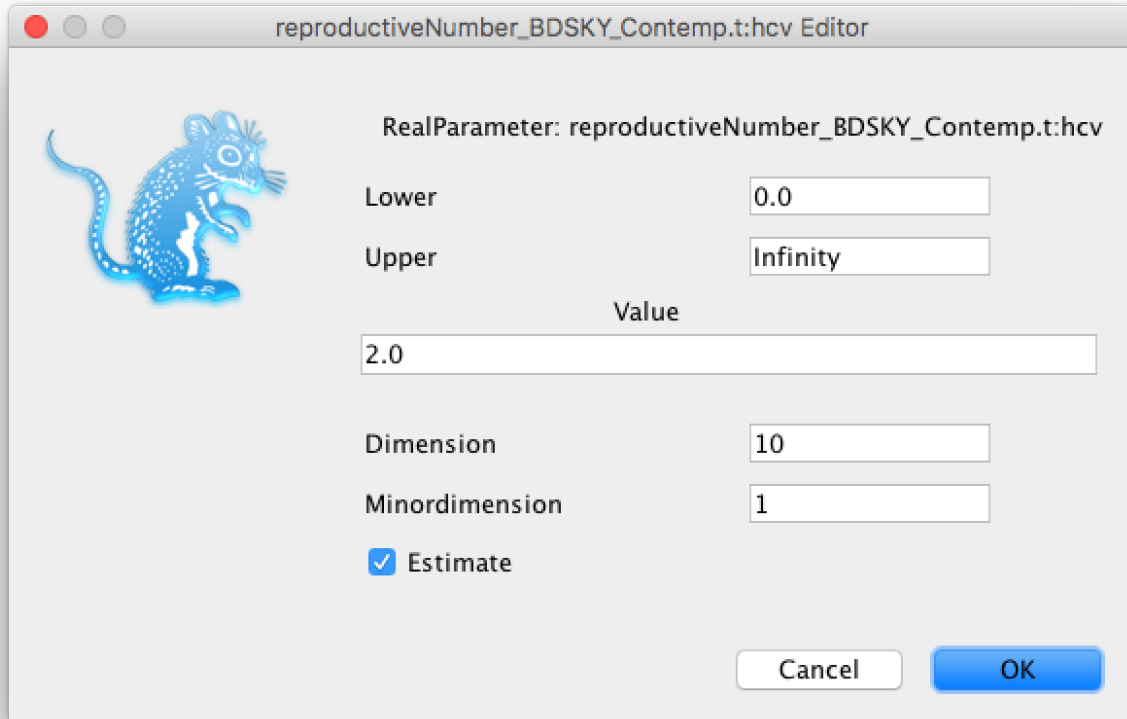 reproductiveNumber_BDSKY_Contemp.t:hcv Editor
RealParameter: reproductiveNumber_BDSKY_Contemp.t:hcv
Lower 0.0
Upper Infinity
Value
2.0
Dimension 10
Minordimension 1
Estimate
Cancel OK